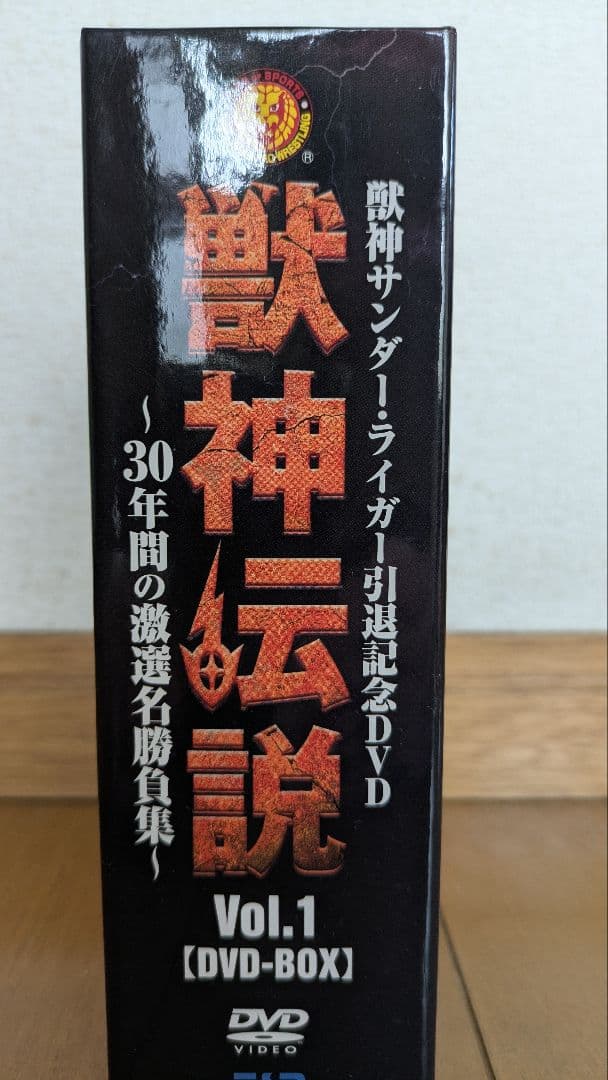 SPORTS
WRESTLING
®
獣神サンダー・ライガー引退記念DVD
獣神伝説
～30年間の激選名勝負集～
Vol.1
【DVD-BOX】
DVD
VIDEO